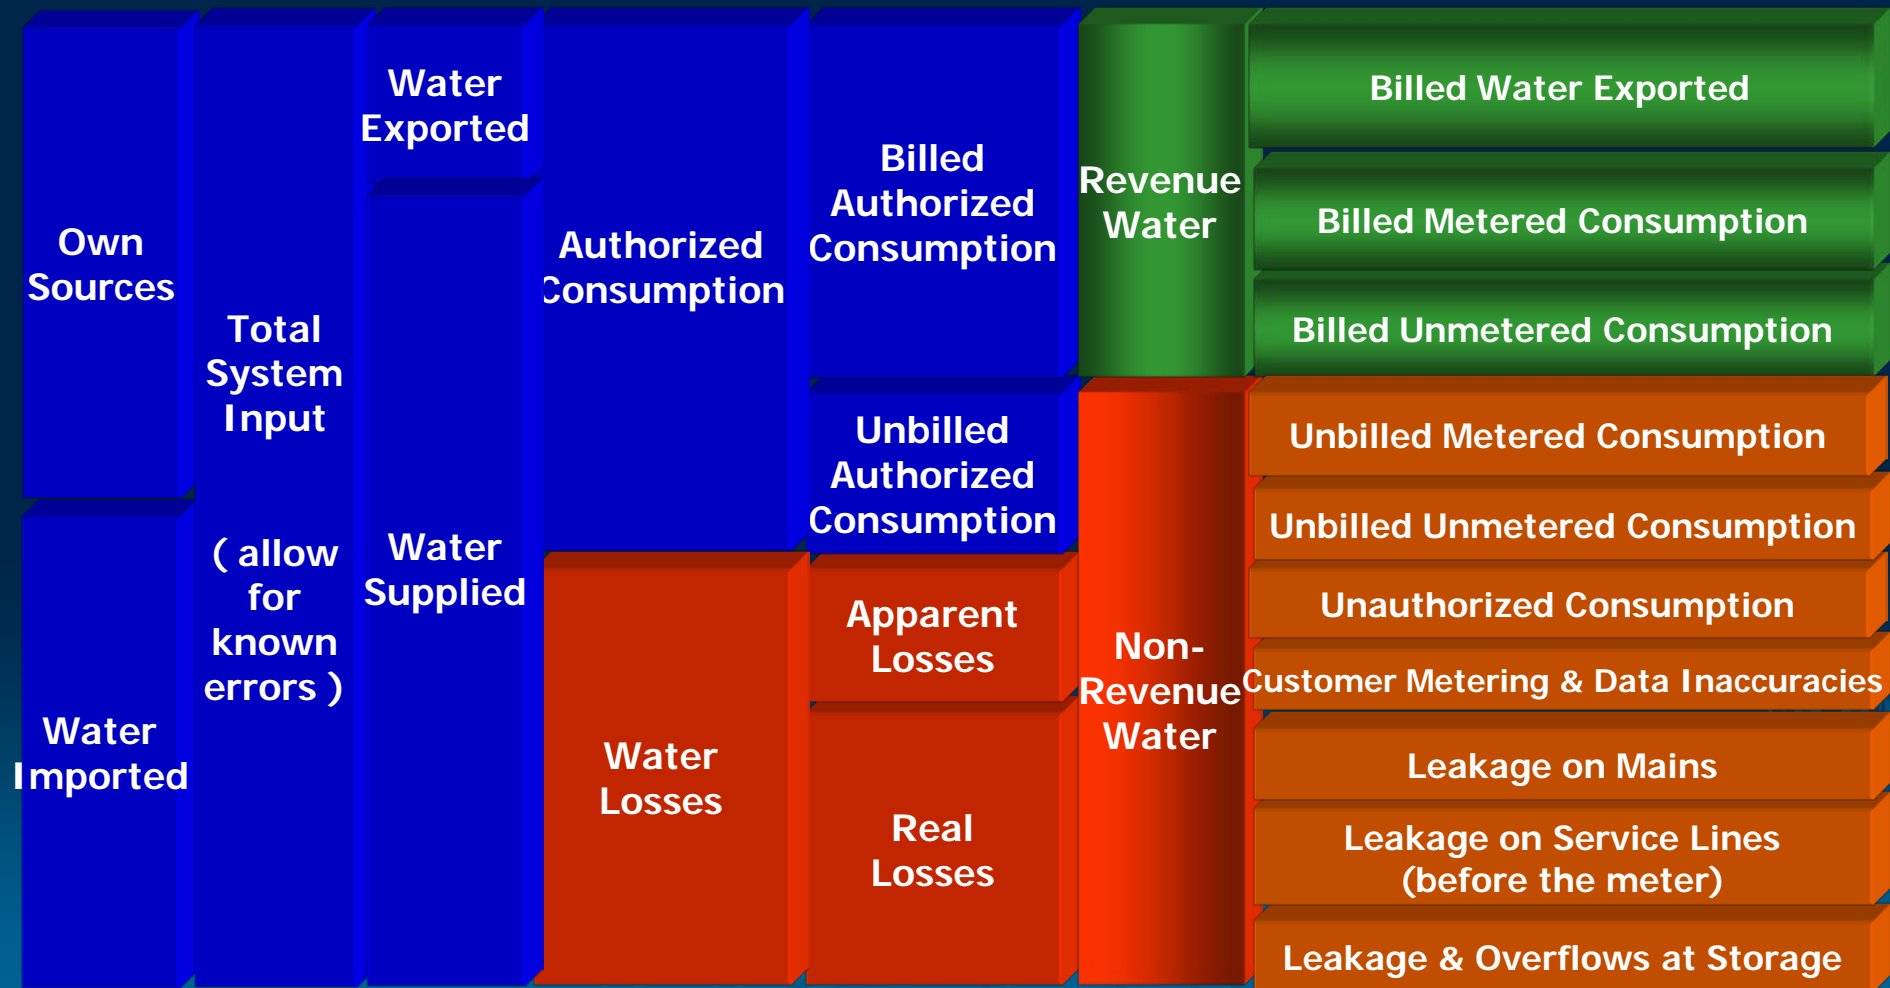 Own
Sources
Water
Imported
Total
System
Input
( allow
for
known
errors )
Water
Exported
Water
Supplied
Authorized
Consumption
Water
Losses
Billed
Authorized
Consumption
Unbilled
Authorized
Consumption
Apparent
Losses
Real
Losses
Revenue
Water
Non-
Revenue
Water
Billed Water Exported
Billed Metered Consumption
Billed Unmetered Consumption
Unbilled Metered Consumption
Unbilled Unmetered Consumption
Unauthorized Consumption
Customer Metering & Data Inaccuracies
Leakage on Mains
Leakage on Service Lines
(before the meter)
Leakage & Overflows at Storage